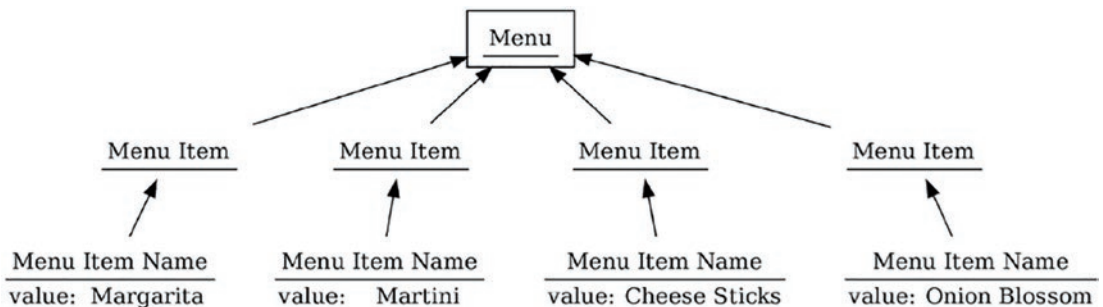 Menu
Menu Item Menu Item Menu Item Menu Item
Menu Item Name Menu Item Name Menu Item Name Menu Item Name
value: Margarita value: Martini value: Cheese Sticks value: Onion Blossom